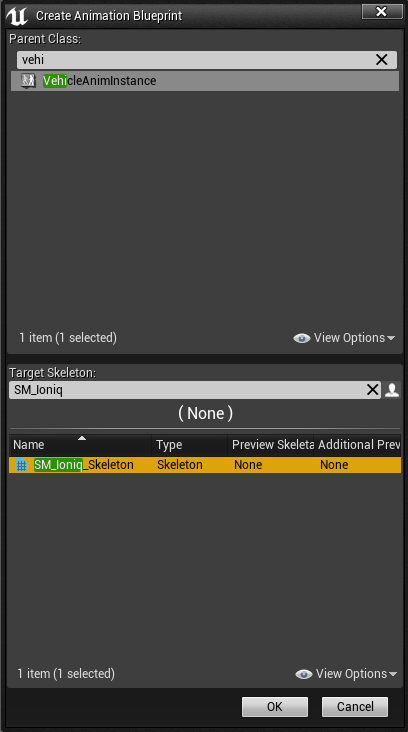 Create Animation Blueprint
Parent Class:
vehi
VehicleAnimInstance
1 item (1 selected)
View Options
Target Skeleton:
SM_Ioniq
( None )
Name Type Preview Skeleta Additional Prev
SM_Ioniq_Skeleton Skeleton None None
1 item (1 selected)
View Options
OK Cancel